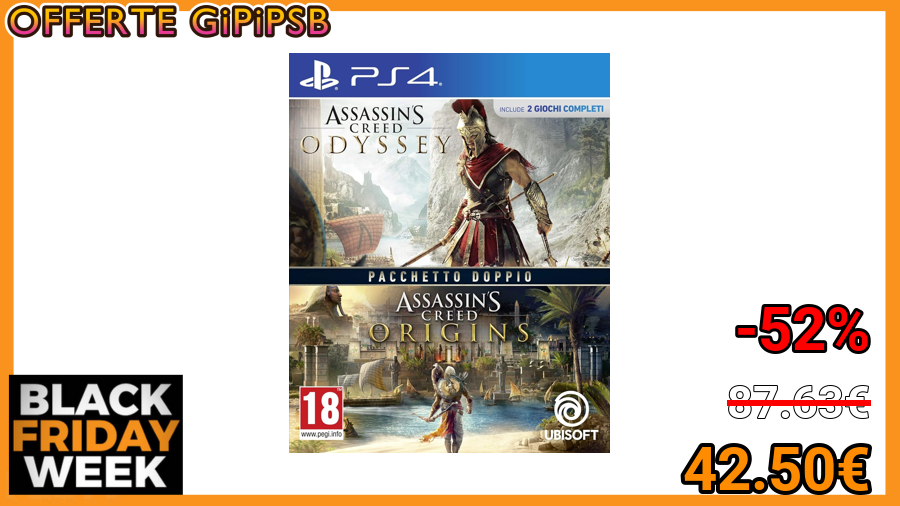 OFFERTE GiPiPSB
PS4
INCLUDE 2 GIOCHI COMPLETI
ASSASSIN'S
CREED
ODYSSEY
PACCHETTO DOPPIO
ASSASSIN'S
CREED
ORIGINS
18
www.pegi.info
UBISOFT
BLACK
FRIDAY
WEEK
-52%
87.63€
42.50€